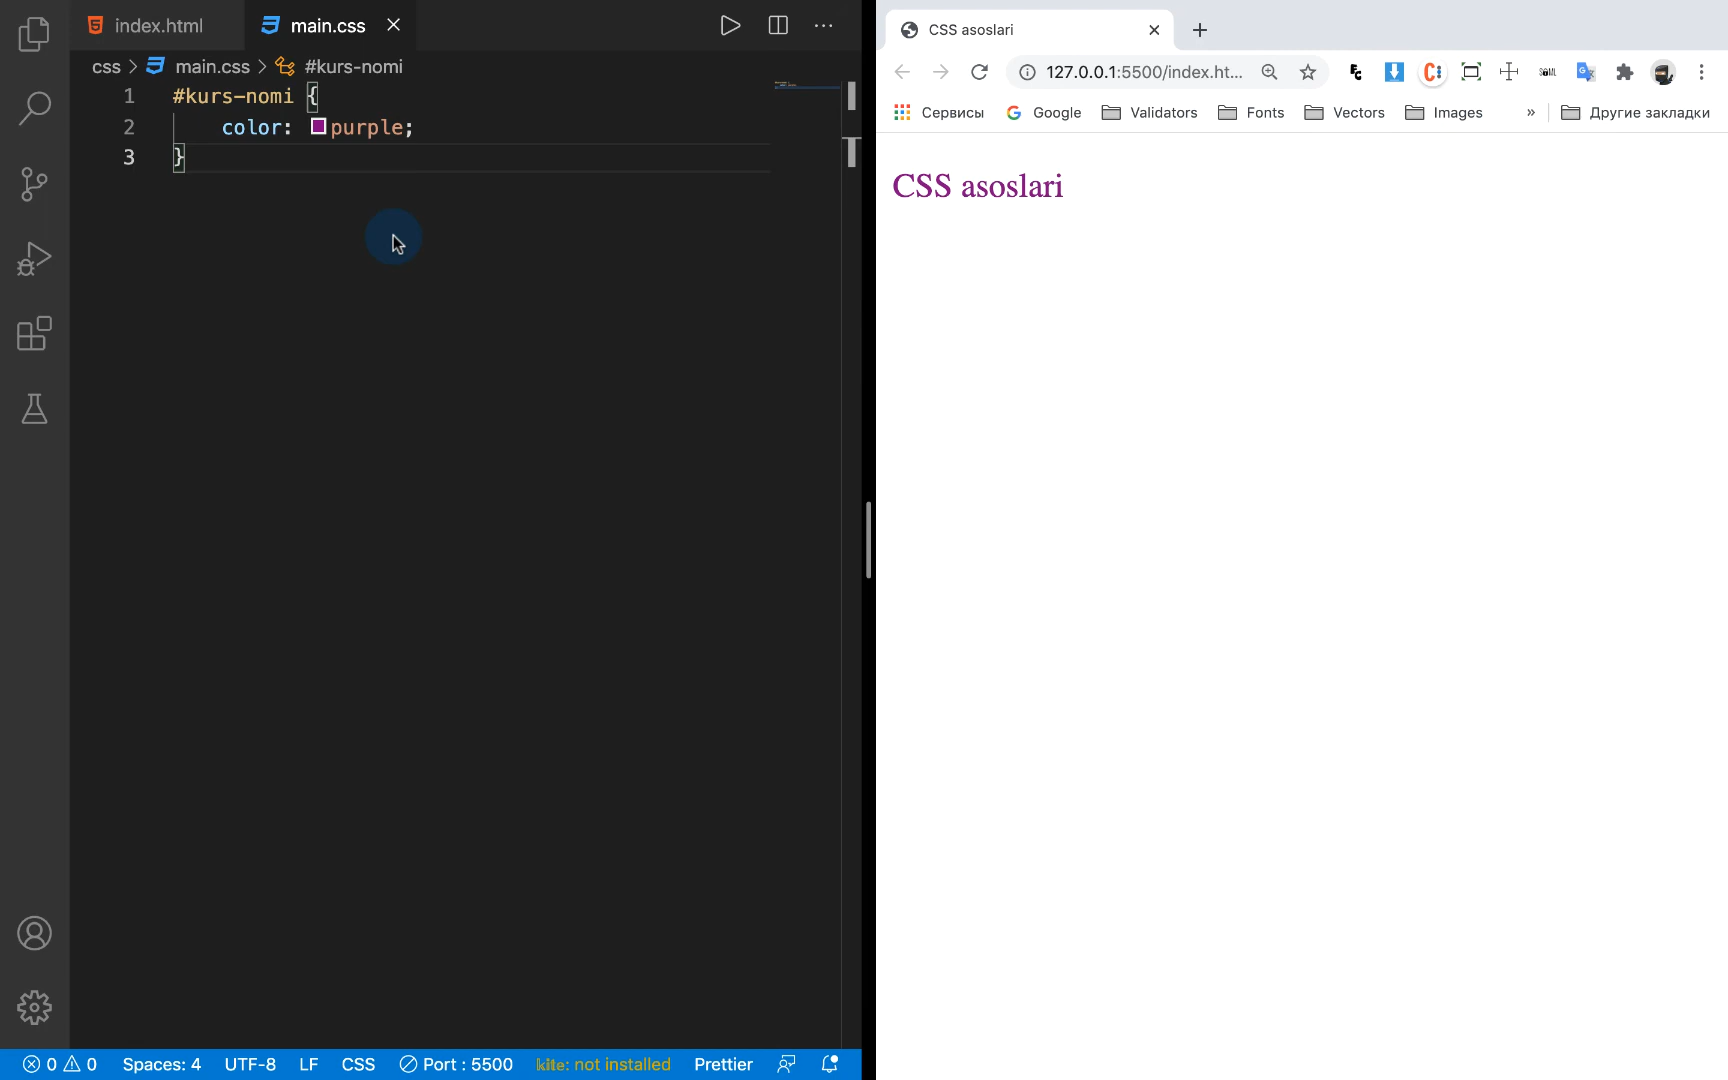 index.html
main.css
css > main.css > #kurs-nomi
1 #kurs-nomi {
2 color: purple;
3 }
0 0 Spaces: 4 UTF-8 LF CSS Port : 5500 kite: not installed Prettier
CSS asoslari
127.0.0.1:5500/index.ht...
Сервисы Google Validators Fonts Vectors Images » Другие закладки
CSS asoslari